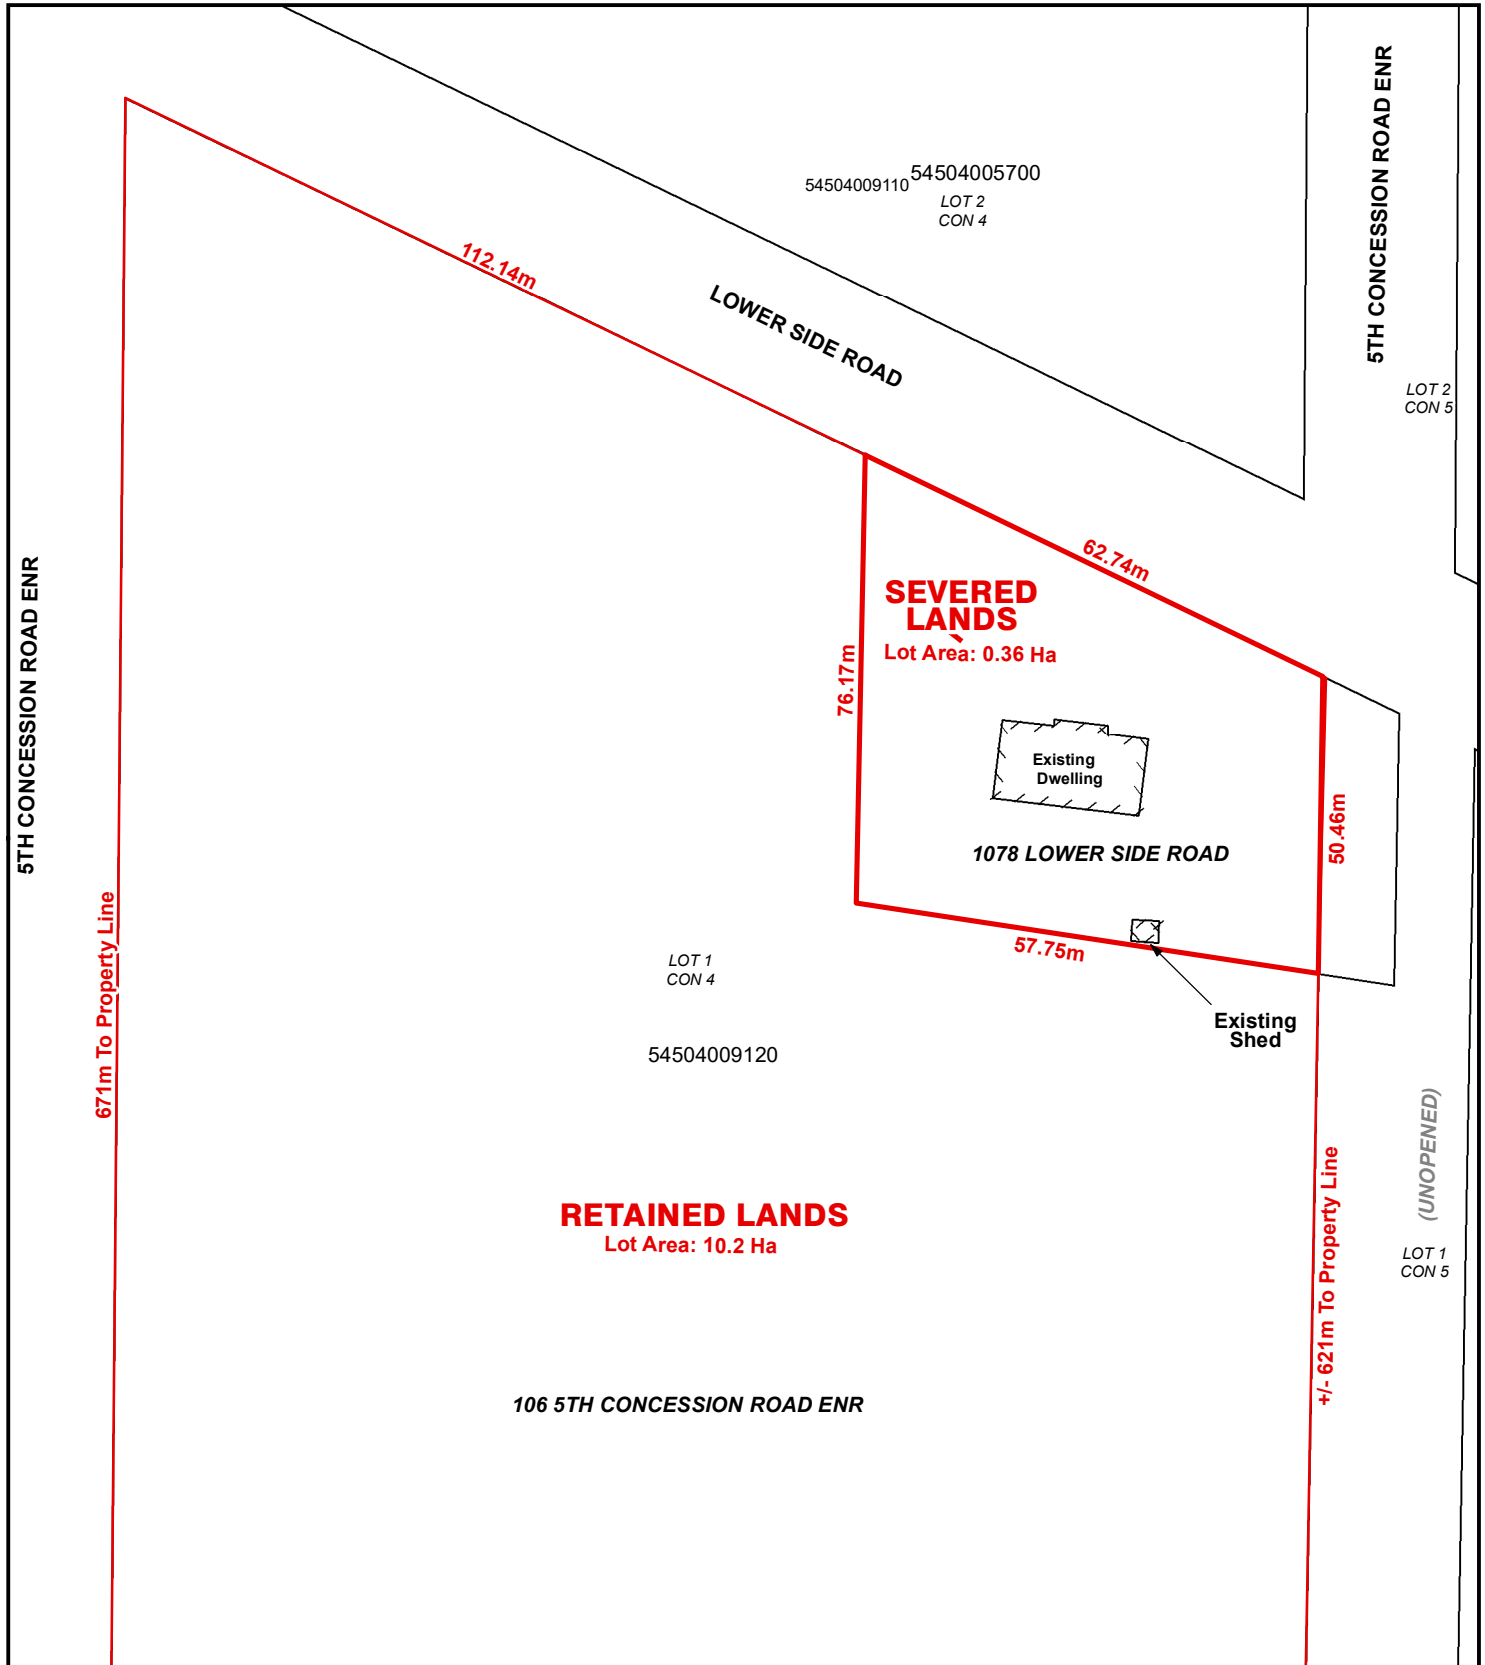 5TH CONCESSION ROAD ENR
54504009110
54504005700
LOT 2
CON 4
112.14m
LOWER SIDE ROAD
LOT 2
CON 5
62.74m
5TH CONCESSION ROAD ENR
SEVERED
LANDS
Lot Area: 0.36 Ha
76.17m
Existing
Dwelling
50.46m
1078 LOWER SIDE ROAD
57.75m
671m To Property Line
LOT 1
CON 4
Existing
Shed
54504009120
(UNOPENED)
RETAINED LANDS
Lot Area: 10.2 Ha
+/- 621m To Property Line
LOT 1
CON 5
106 5TH CONCESSION ROAD ENR